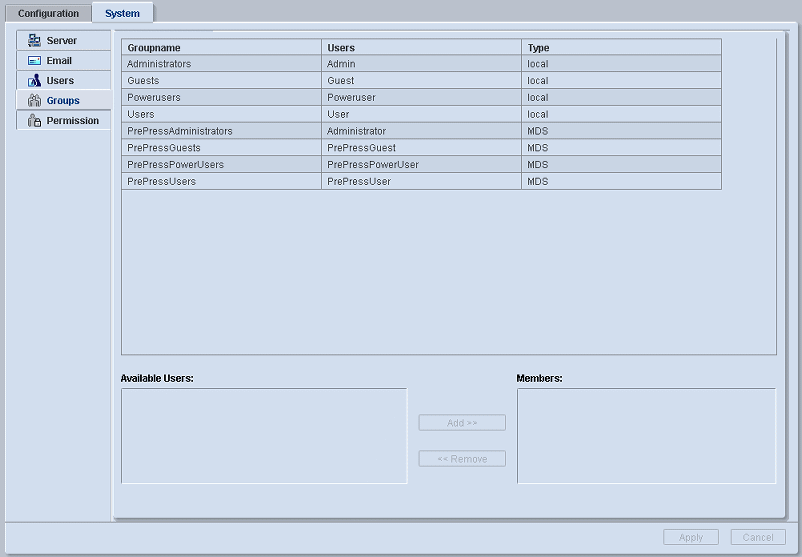 Configuration System
Server
Email
Users
Groups
Permission
Groupname Users Type
Administrators Admin local
Guests Guest local
Powerusers Poweruser local
Users User local
PrePressAdministrators Administrator MDS
PrePressGuests PrePressGuest MDS
PrePressPowerUsers PrePressPowerUser MDS
PrePressUsers PrePressUser MDS
Available Users: Members:
Add >>
<< Remove
Apply Cancel